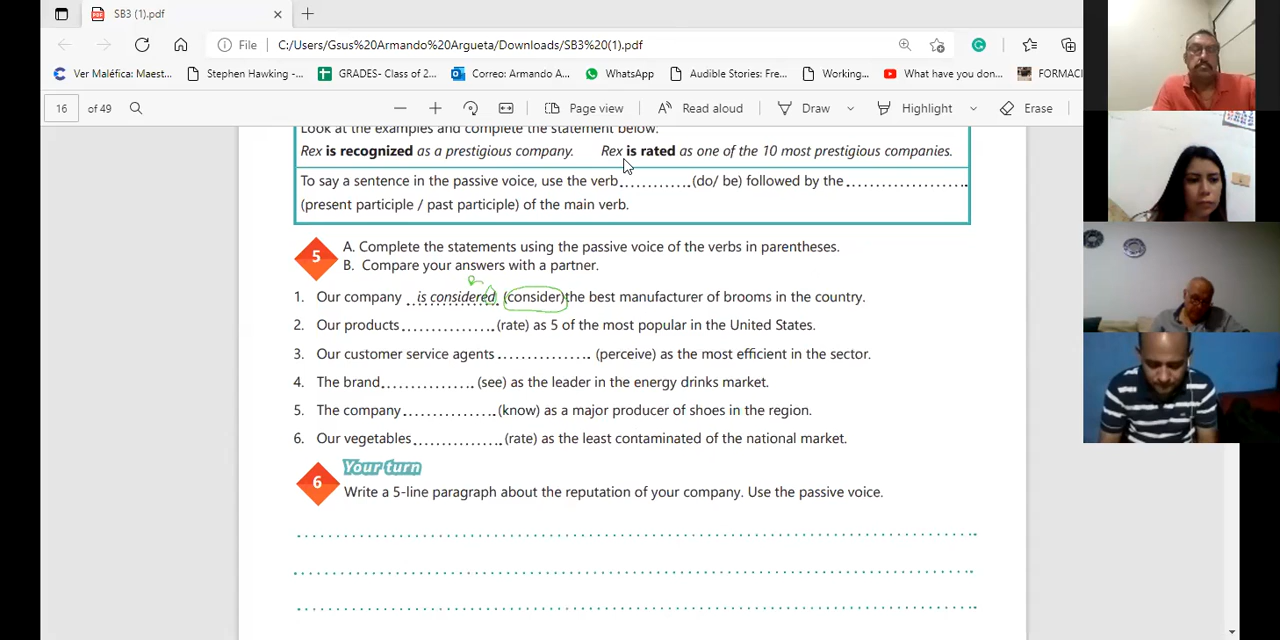 SB3 (1).pdf
File C:/Users/Gsus%20Armando%20Argueta/Downloads/SB3%20(1).pdf
Ver Maléfica: Maest... Stephen Hawking -... GRADES- Class of 2... Correo: Armando A... WhatsApp Audible Stories: Fre... Working... What have you don... FORMACI
16 of 49 Page view Read aloud Draw Highlight Erase
Look at the examples and complete the statement below:
Rex is recognized as a prestigious company. Rex is rated as one of the 10 most prestigious companies.
To say a sentence in the passive voice, use the verb............(do/ be) followed by the....................
(present participle / past participle) of the main verb.
5 A. Complete the statements using the passive voice of the verbs in parentheses.
B. Compare your answers with a partner.
1. Our company is considered (consider)the best manufacturer of brooms in the country.
2. Our products................(rate) as 5 of the most popular in the United States.
3. Our customer service agents................(perceive) as the most efficient in the sector.
4. The brand................(see) as the leader in the energy drinks market.
5. The company................(know) as a major producer of shoes in the region.
6. Our vegetables................(rate) as the least contaminated of the national market.
Your turn
6 Write a 5-line paragraph about the reputation of your company. Use the passive voice.